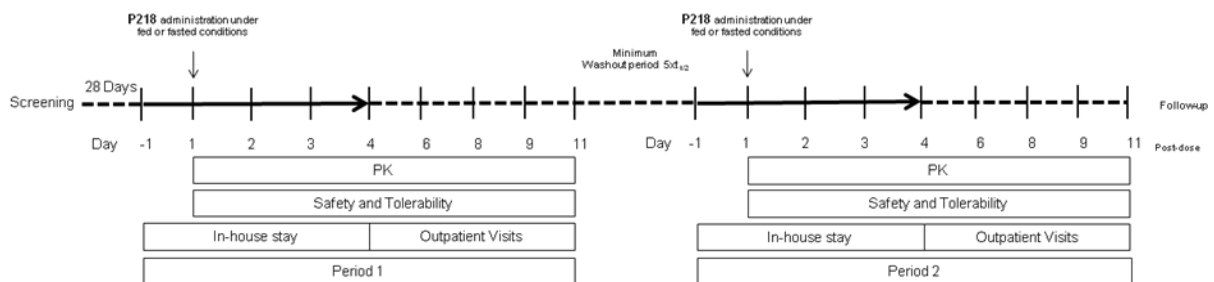 P218 administration under
fed or fasted conditions
P218 administration under
fed or fasted conditions
Minimum
Washout period 5xt1/2
28 Days
Screening
Follow-up
Day -1 1 2 3 4 6 8 9 11 Day -1 1 2 3 4 6 8 9 11 Post-dose
PK PK
Safety and Tolerability Safety and Tolerability
In-house stay Outpatient Visits In-house stay Outpatient Visits
Period 1 Period 2